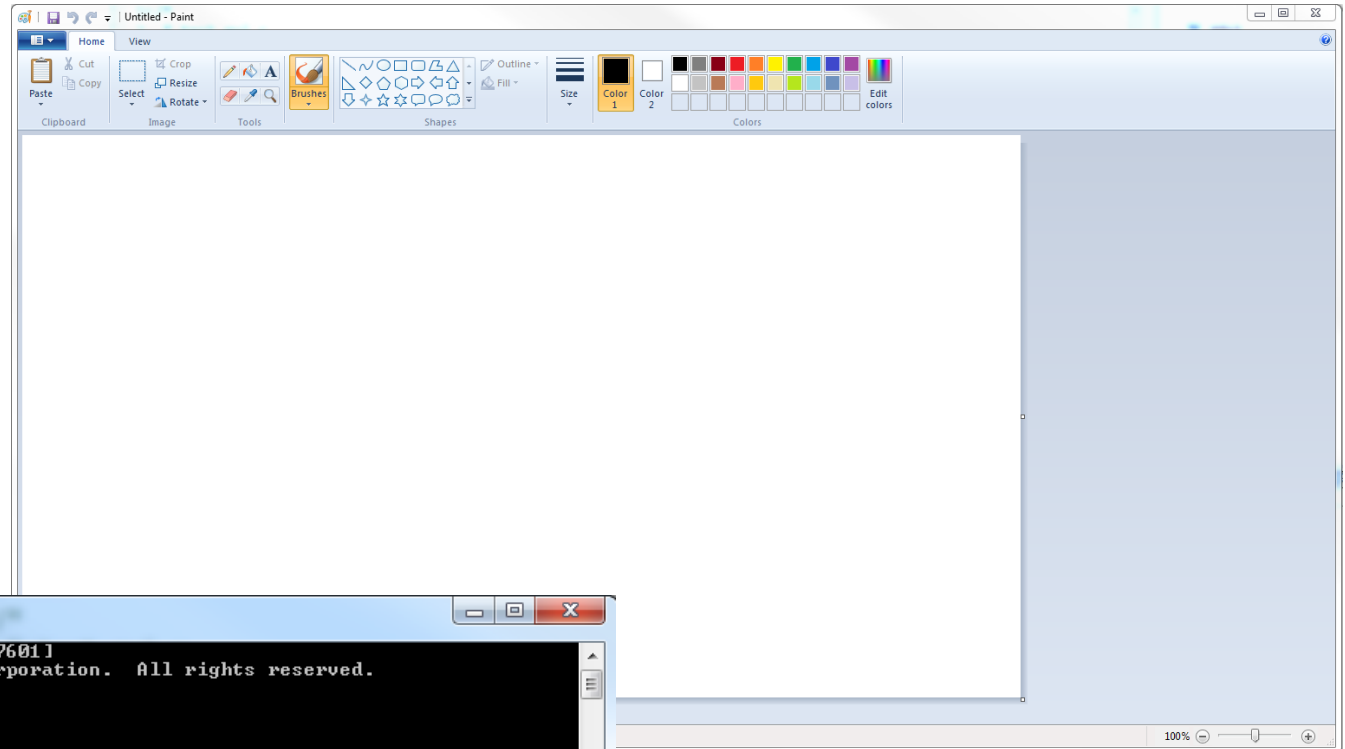 Untitled - Paint
Home View
Paste
Cut
Copy
Clipboard
Select
Crop
Resize
Rotate
Image
A
Tools
Brushes
Outline
Fill
Shapes
Size
Color 1
Color 2
Edit colors
Colors
7601]
rporation.  All rights reserved.
100%